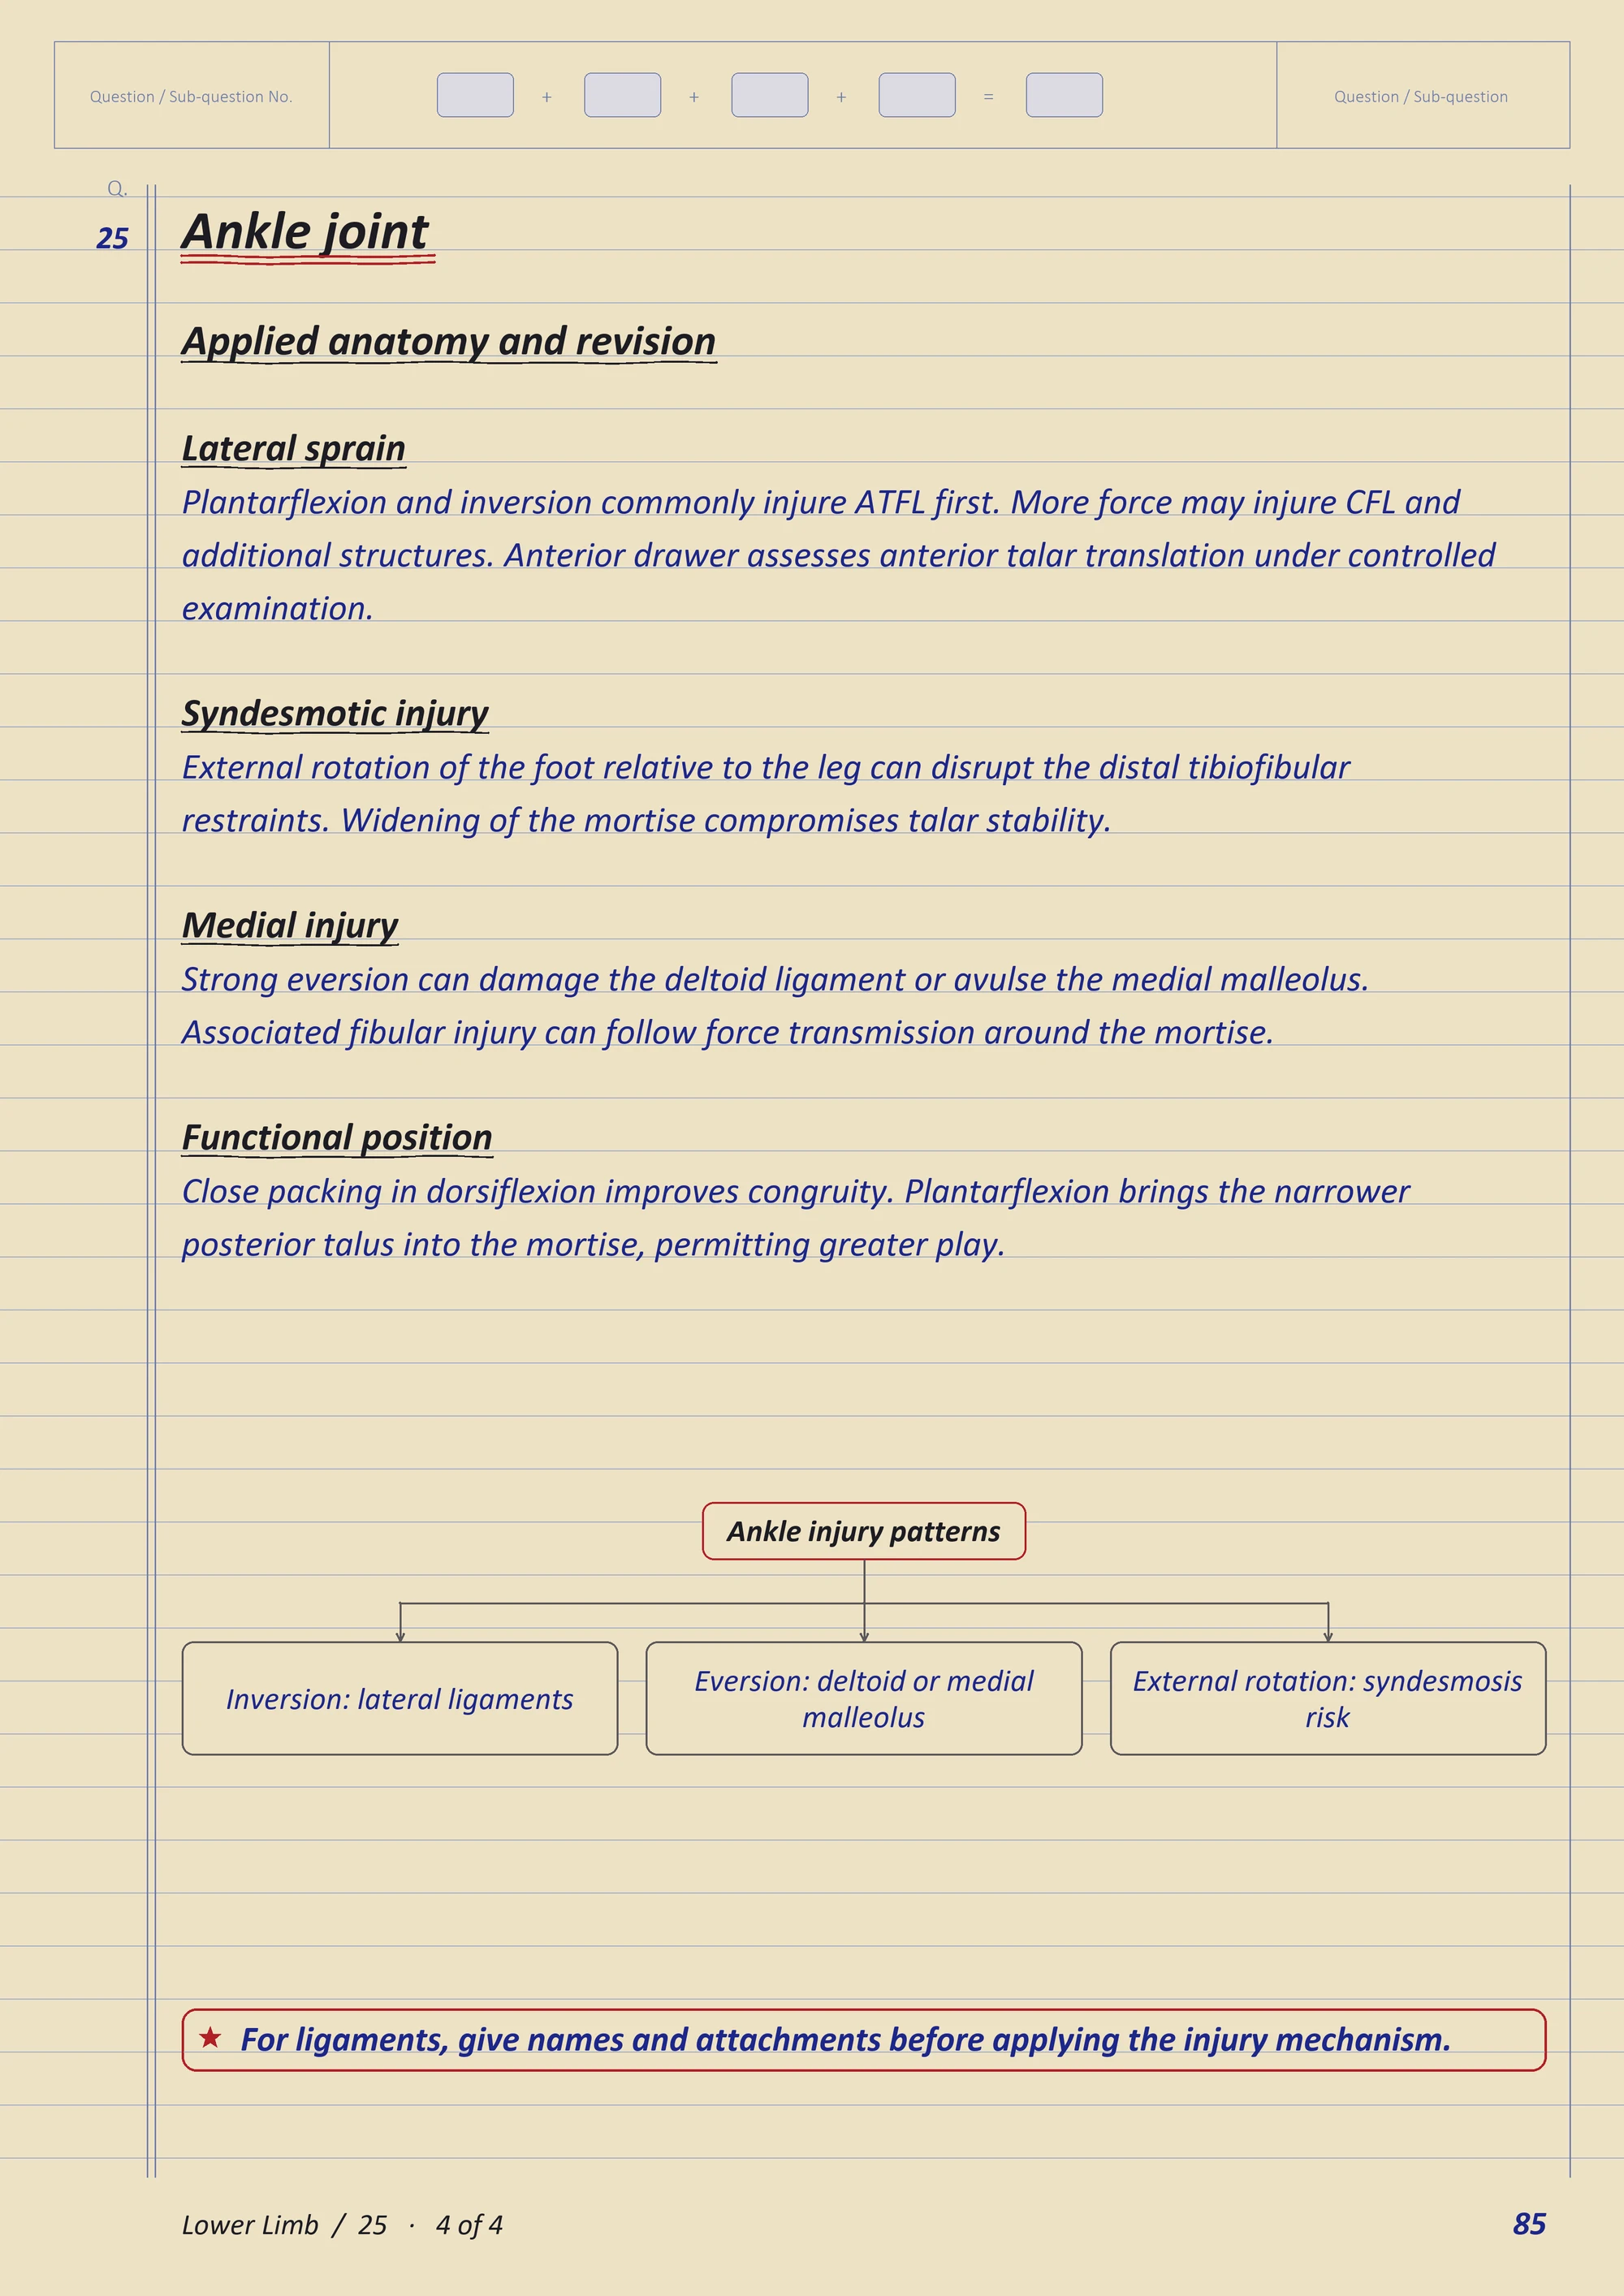 Question / Sub-question No.
+ + + =
Question / Sub-question
Q.
25
Ankle joint
Applied anatomy and revision
Lateral sprain
Plantarflexion and inversion commonly injure ATFL first. More force may injure CFL and
additional structures. Anterior drawer assesses anterior talar translation under controlled
examination.
Syndesmotic injury
External rotation of the foot relative to the leg can disrupt the distal tibiofibular
restraints. Widening of the mortise compromises talar stability.
Medial injury
Strong eversion can damage the deltoid ligament or avulse the medial malleolus.
Associated fibular injury can follow force transmission around the mortise.
Functional position
Close packing in dorsiflexion improves congruity. Plantarflexion brings the narrower
posterior talus into the mortise, permitting greater play.
Ankle injury patterns
Inversion: lateral ligaments
Eversion: deltoid or medial
malleolus
External rotation: syndesmosis
risk
★ For ligaments, give names and attachments before applying the injury mechanism.
Lower Limb / 25 · 4 of 4
85